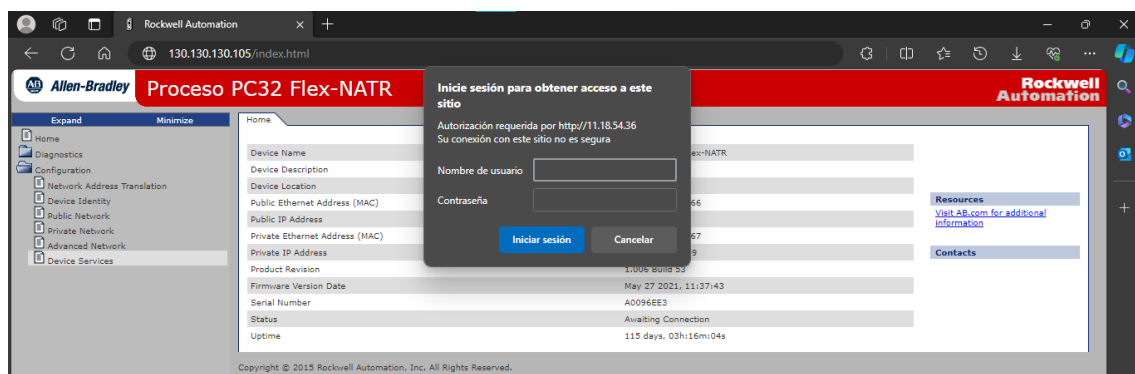 Rockwell Automation
130.130.130.105/index.html
Allen-Bradley
Proceso PC32 Flex-NATR
Rockwell
Automation
Expand Minimize
Home
Diagnostics
Configuration
Network Address Translation
Device Identity
Public Network
Private Network
Advanced Network
Device Services
Home
Device Name ex-NATR
Device Description
Device Location
Public Ethernet Address (MAC) 66
Public IP Address
Private Ethernet Address (MAC) 67
Private IP Address 9
Product Revision 1.006 Build 53
Firmware Version Date May 27 2021, 11:37:43
Serial Number A0096EE3
Status Awaiting Connection
Uptime 115 days, 03h:16m:04s
Inicie sesión para obtener acceso a este
sitio
Autorización requerida por http://11.18.54.36
Su conexión con este sitio no es segura
Nombre de usuario
Contraseña
Iniciar sesión Cancelar
Resources
Visit AB.com for additional
information
Contacts
Copyright © 2015 Rockwell Automation, Inc. All Rights Reserved.